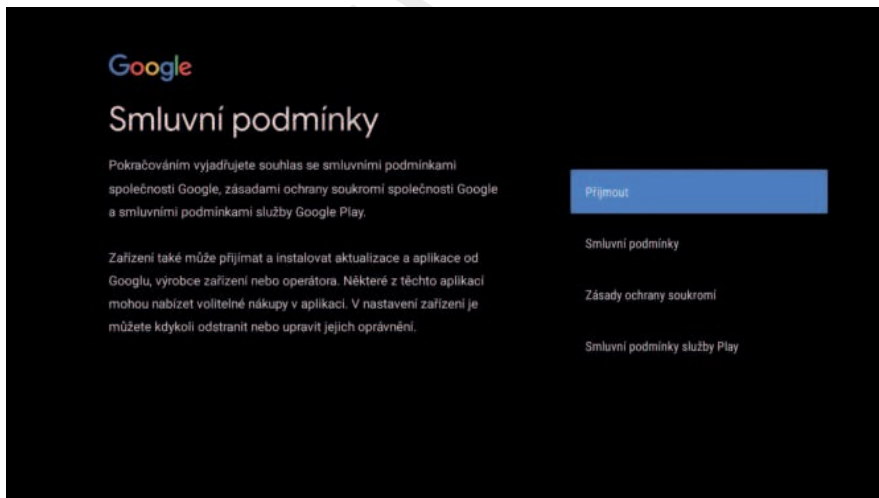 Google
Smluvní podmínky
Pokračováním vyjadřujete souhlas se smluvními podmínkami
společnosti Google, zásadami ochrany soukromí společnosti Google
a smluvními podmínkami služby Google Play.
Zařízení také může přijímat a instalovat aktualizace a aplikace od
Googlu, výrobce zařízení nebo operátora. Některé z těchto aplikací
mohou nabízet volitelné nákupy v aplikaci. V nastavení zařízení je
můžete kdykoli odstranit nebo upravit jejich oprávnění.
Přijmout
Smluvní podmínky
Zásady ochrany soukromí
Smluvní podmínky služby Play